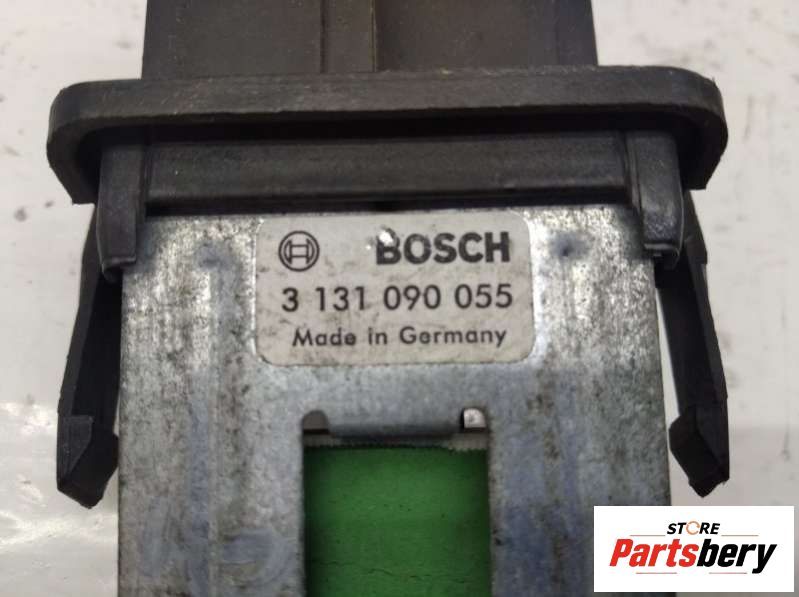 BOSCH
3 131 090 055
Made in Germany
STORE
Partsbery